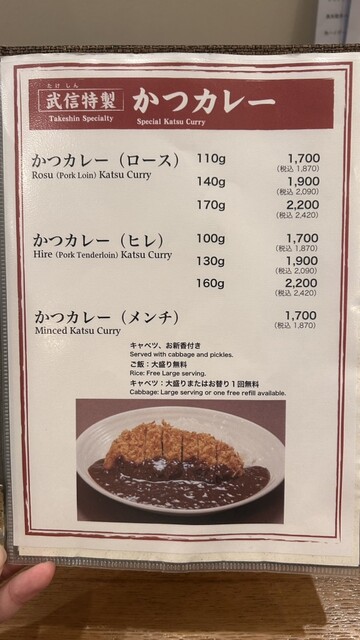 たけ しん
武信特製 かつカレー
Takeshin Specialty Special Katsu Curry
かつカレー（ロース） 110g 1,700
Rosu (Pork Loin) Katsu Curry (税込 1,870)
140g 1,900
(税込 2,090)
170g 2,200
(税込 2,420)
かつカレー（ヒレ） 100g 1,700
Hire (Pork Tenderloin) Katsu Curry (税込 1,870)
130g 1,900
(税込 2,090)
160g 2,200
(税込 2,420)
かつカレー（メンチ） 1,700
Minced Katsu Curry (税込 1,870)
キャベツ、お新香付き
Served with cabbage and pickles.
ご飯：大盛り無料
Rice: Free Large serving.
キャベツ：大盛りまたはお替り１回無料
Cabbage: Large serving or one free refill available.